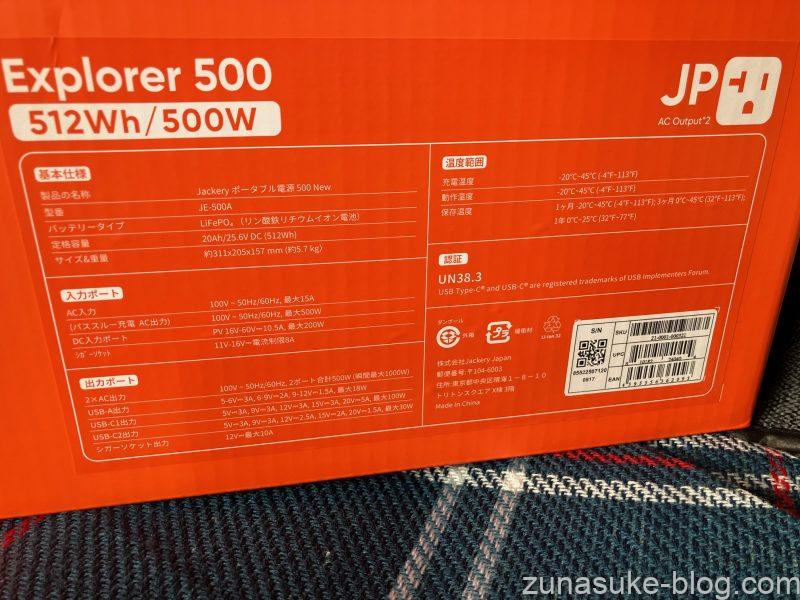 Explorer 500
512Wh/500W
JP
AC Output*2
基本仕様
製品の名称 Jackery ポータブル電源 500 New
型番 JE-500A
バッテリータイプ LiFePO₄ (リン酸鉄リチウムイオン電池)
定格容量 20Ah/25.6V DC (512Wh)
サイズ&重量 約311x205x157 mm (約5.7 kg)
入力ポート
AC入力 100V ~ 50Hz/60Hz, 最大15A
(パススルー充電 AC出力) 100V ~ 50Hz/60Hz, 最大500W
DC入力ポート PV 16V-60V⎓10.5A, 最大200W
シガーソケット 11V-16V⎓電流制限8A
出力ポート
2×AC出力 100V ~ 50Hz/60Hz, 2ポート合計500W (瞬間最大1000W)
USB-A出力 5-6V⎓3A, 6-9V⎓2A, 9-12V⎓1.5A, 最大18W
USB-C1出力 5V⎓3A, 9V⎓3A, 12V⎓3A, 15V⎓3A, 20V⎓5A, 最大100W
USB-C2出力 5V⎓3A, 9V⎓3A, 12V⎓2.5A, 15V⎓2A, 20V⎓1.5A, 最大30W
シガーソケット出力 12V⎓最大10A
温度範囲
充電温度 -20°C~45°C (-4°F~113°F)
動作温度 -20°C~45°C (-4°F~113°F)
保存温度 1ヶ月 -20°C~45°C (-4°F~113°F); 3ヶ月 0°C~45°C (32°F~113°F);
1年 0°C~25°C (32°F~77°F)
認証
UN38.3
USB Type-C® and USB-C® are registered trademarks of USB Implementers Forum.
ダンボール
外箱
プラ
緩衝材
Li-ion 32
株式会社Jackery Japan
郵便番号:〒104-6003
住所:東京都中央区晴海1-8-10
トリトンスクエア X棟 3階
Made in China
S/N
SKU
UPC
EAN
zunasuke-blog.com